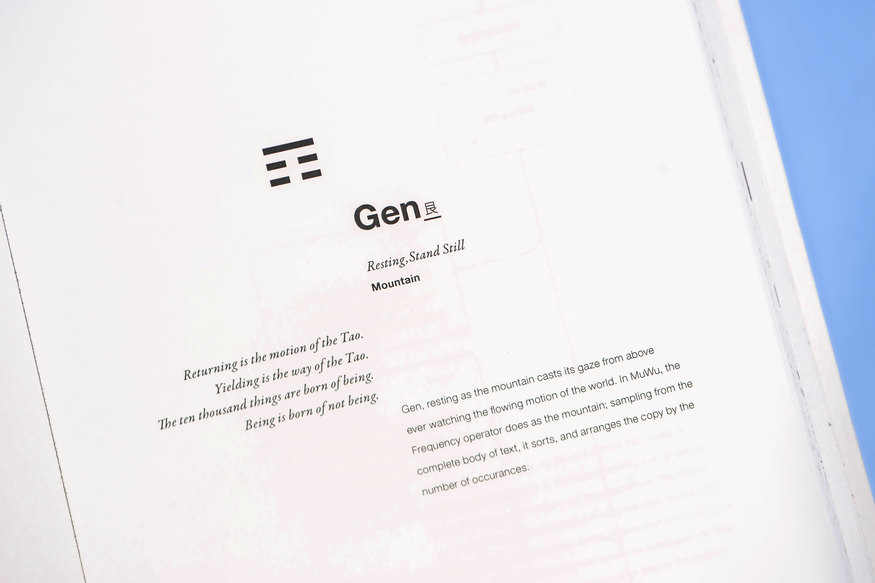 Gen 艮
Resting,Stand Still
Mountain
Returning is the motion of the Tao.
Yielding is the way of the Tao.
The ten thousand things are born of being.
Being is born of not being.
Gen, resting as the mountain casts its gaze from above
ever watching the flowing motion of the world. In MuWu, the
Frequency operator does as the mountain; sampling from the
complete body of text, it sorts, and arranges the copy by the
number of occurances.